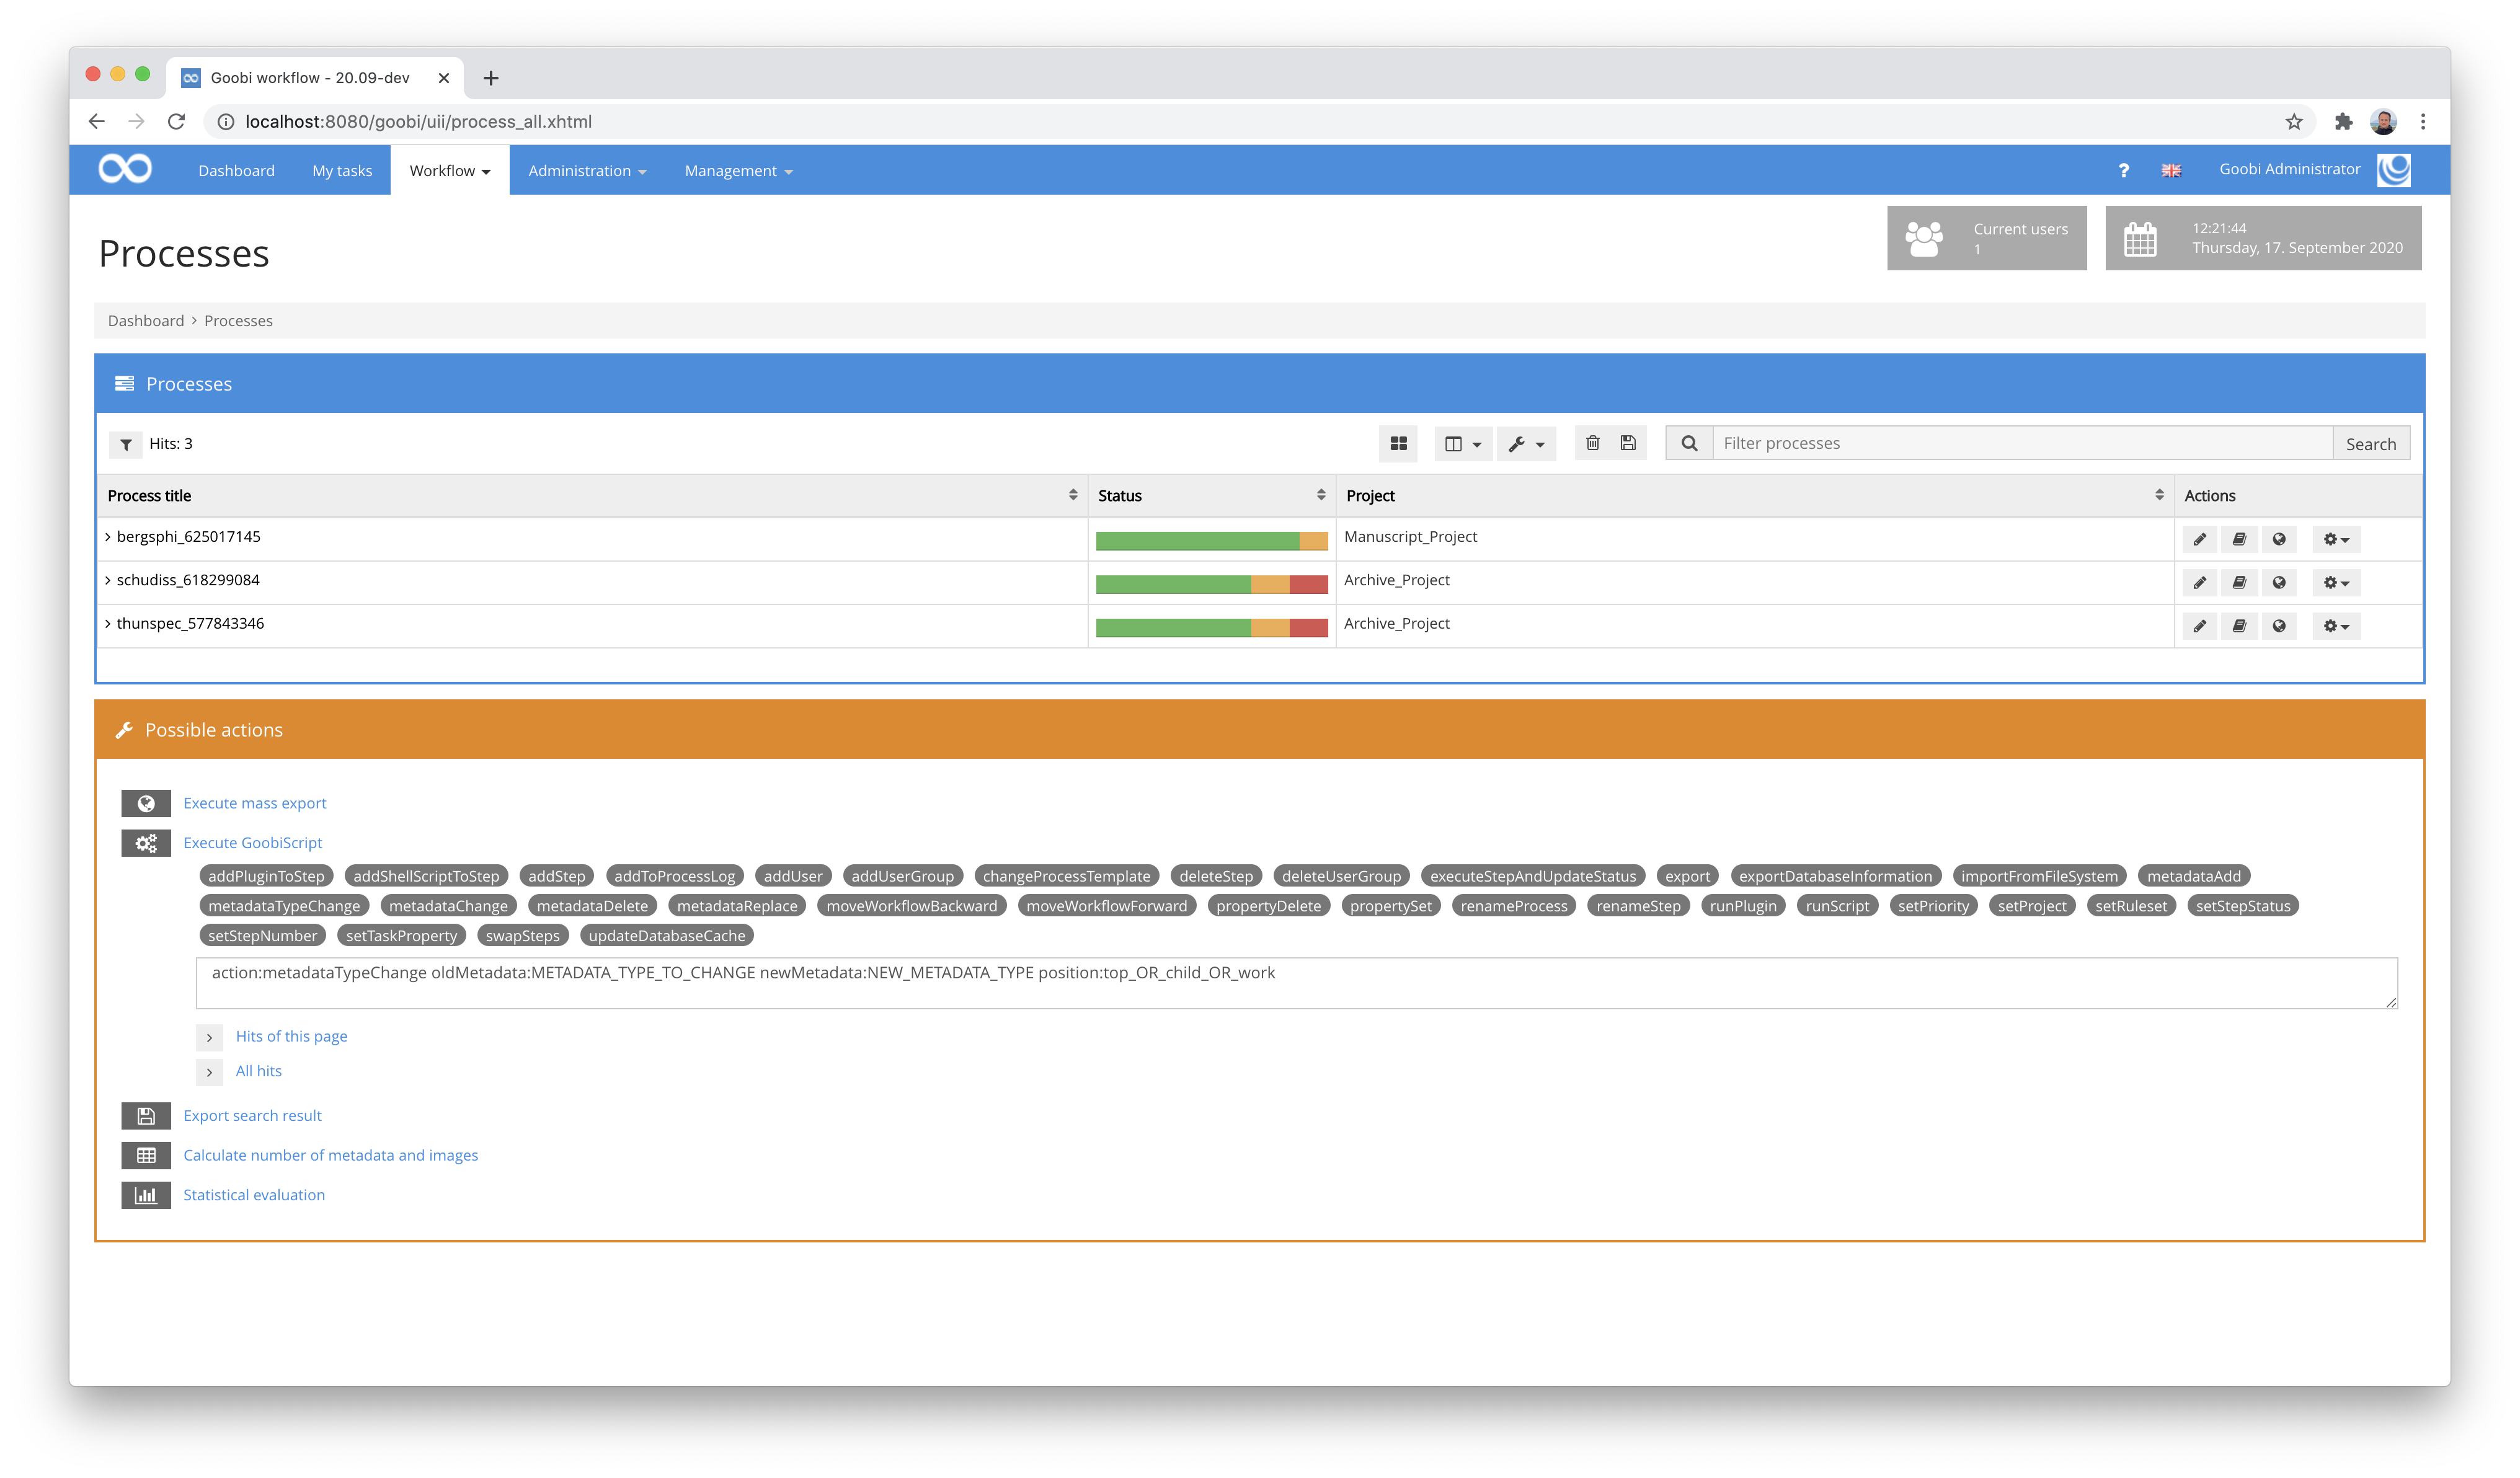 Goobi workflow - 20.09-dev
localhost:8080/goobi/uii/process_all.xhtml
Dashboard My tasks Workflow Administration Management ? Goobi Administrator
Processes
Current users
1
12:21:44
Thursday, 17. September 2020
Dashboard > Processes
Processes
Hits: 3 Filter processes Search
Process title Status Project Actions
bergsphi_625017145 Manuscript_Project
schudiss_618299084 Archive_Project
thunspec_577843346 Archive_Project
Possible actions
Execute mass export
Execute GoobiScript
addPluginToStep addShellScriptToStep addStep addToProcessLog addUser addUserGroup changeProcessTemplate deleteStep deleteUserGroup executeStepAndUpdateStatus export exportDatabaseInformation importFromFileSystem metadataAdd
metadataTypeChange metadataChange metadataDelete metadataReplace moveWorkflowBackward moveWorkflowForward propertyDelete propertySet renameProcess renameStep runPlugin runScript setPriority setProject setRuleset setStepStatus
setStepNumber setTaskProperty swapSteps updateDatabaseCache
action:metadataTypeChange oldMetadata:METADATA_TYPE_TO_CHANGE newMetadata:NEW_METADATA_TYPE position:top_OR_child_OR_work
Hits of this page
All hits
Export search result
Calculate number of metadata and images
Statistical evaluation